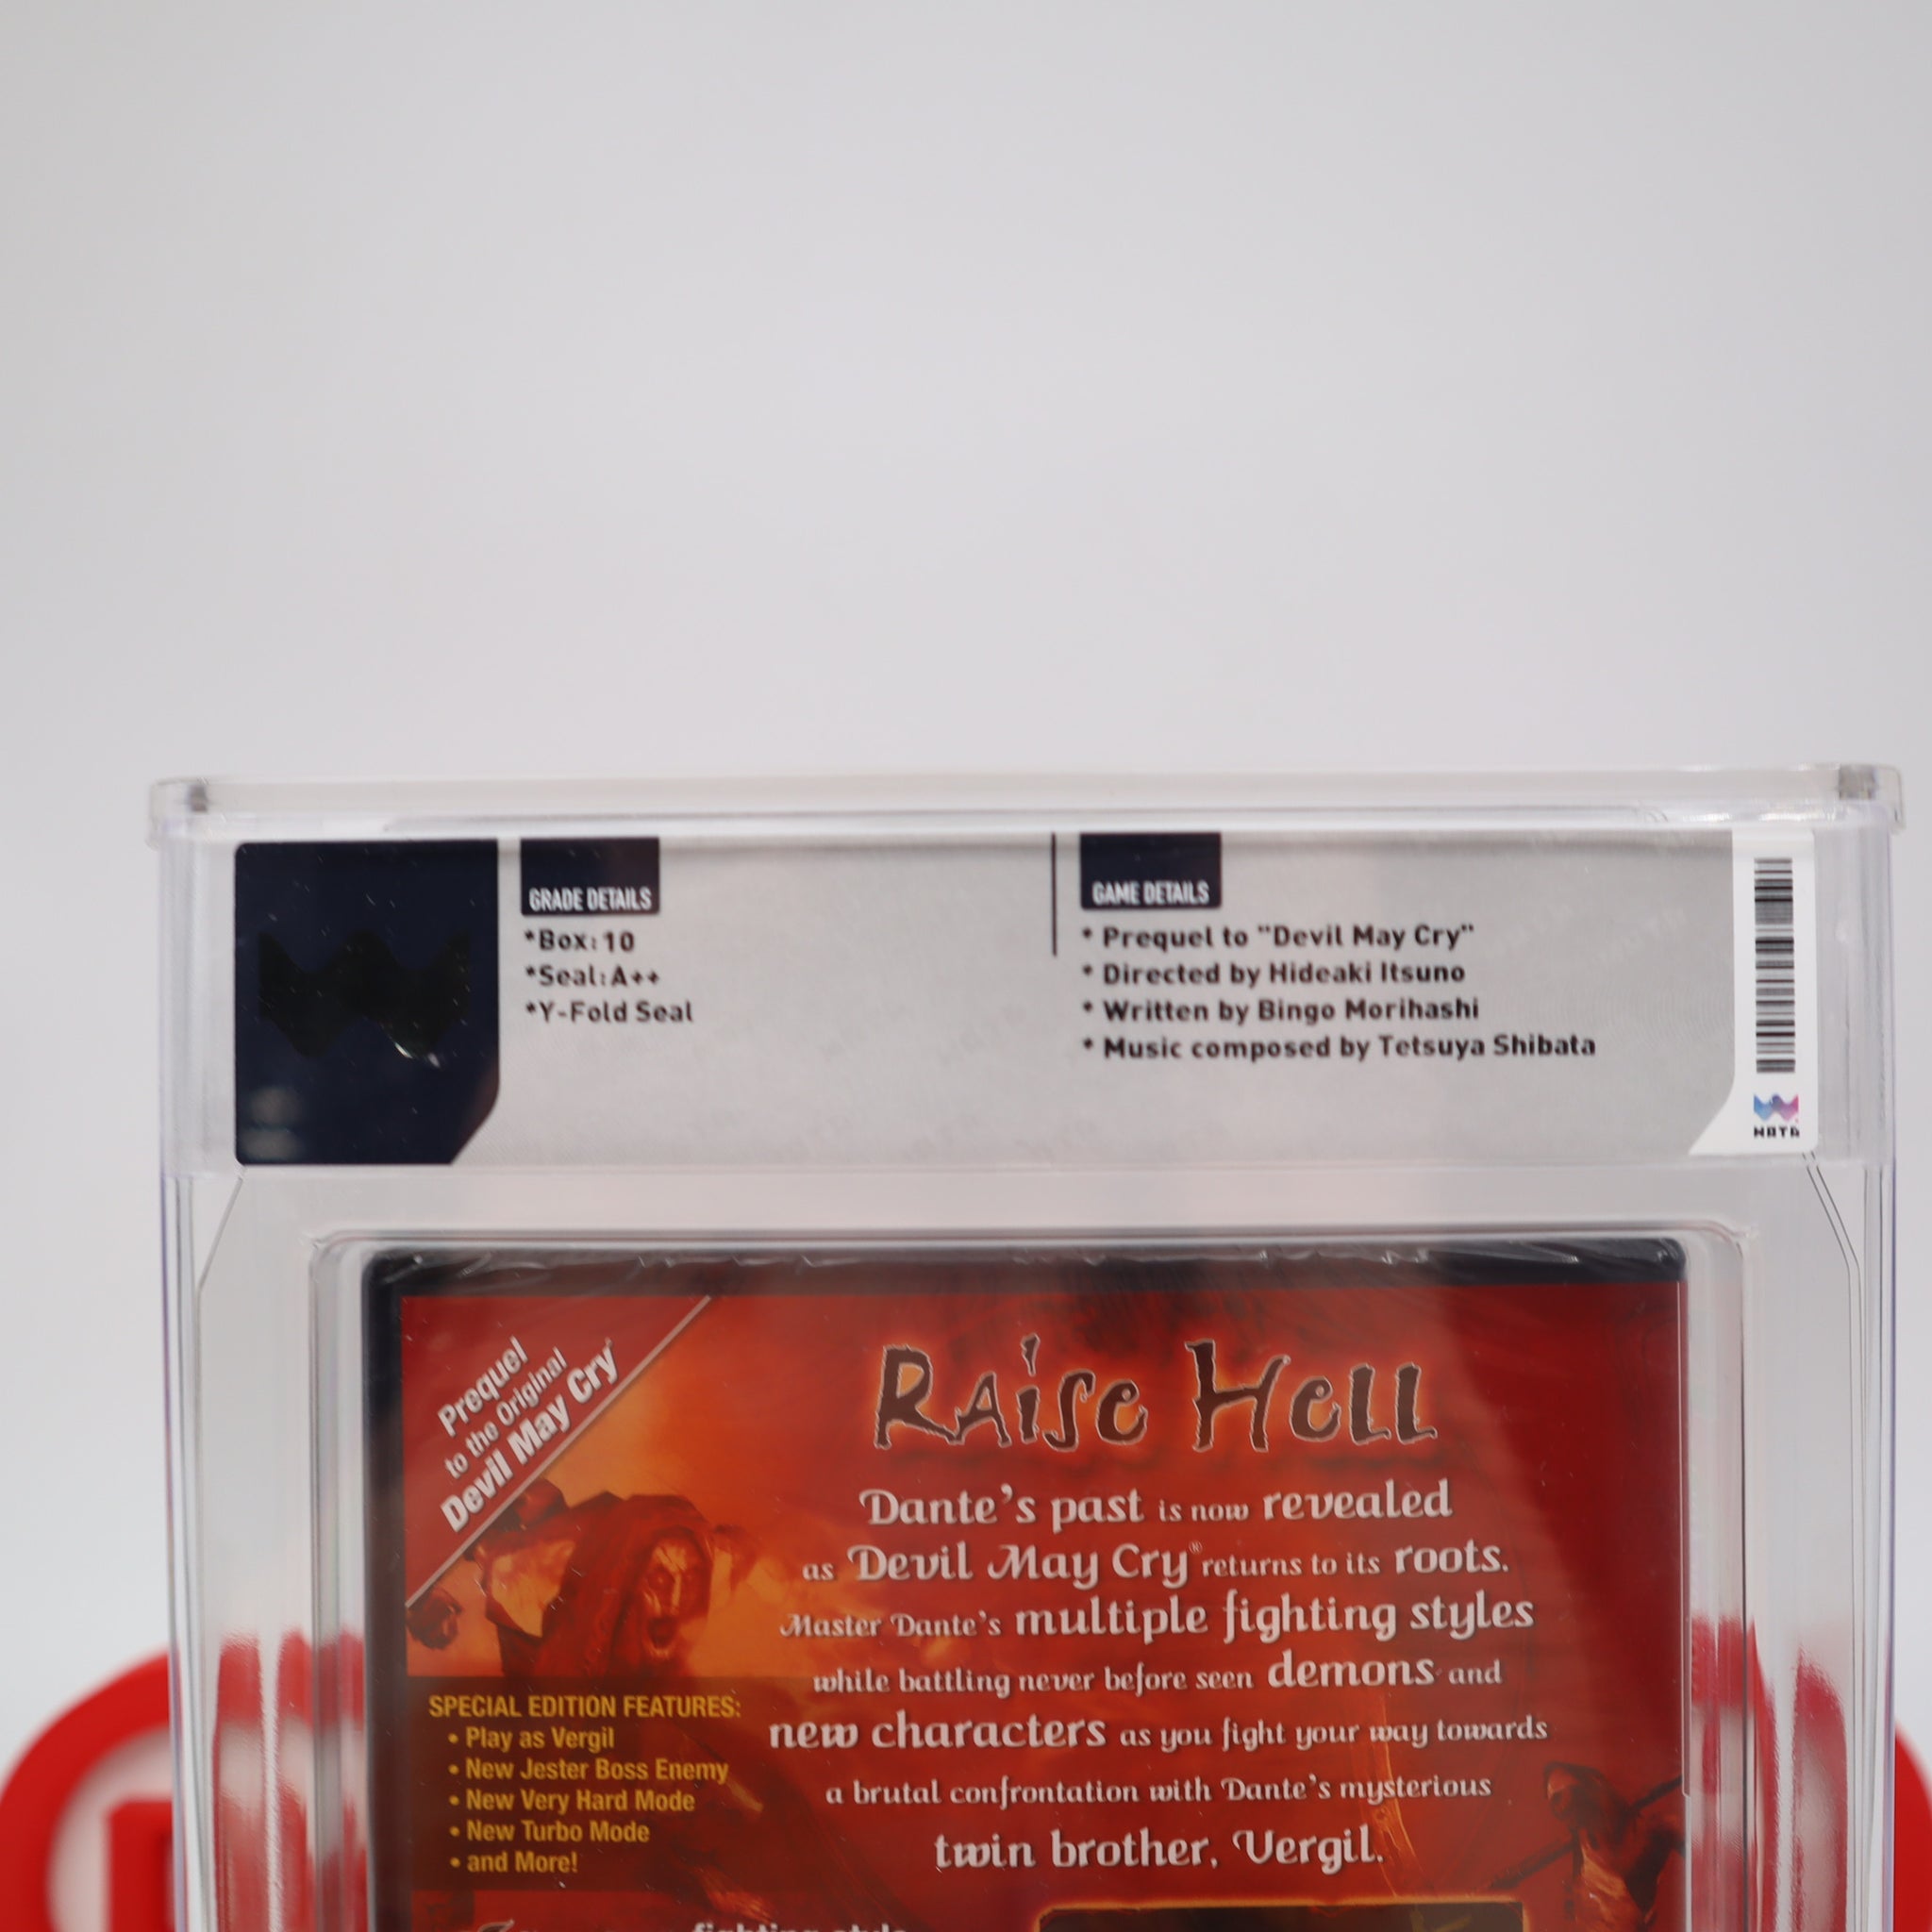 GRADE DETAILS
*Box: 10
*Seal: A++
*Y-Fold Seal
GAME DETAILS
* Prequel to "Devil May Cry"
* Directed by Hideaki Itsuno
* Written by Bingo Morihashi
* Music composed by Tetsuya Shibata
WATA
Prequel
to the Original
Devil May Cry
Raise Hell
Dante's past is now revealed
as Devil May Cry® returns to its roots.
Master Dante's multiple fighting styles
while battling never before seen demons and
new characters as you fight your way towards
a brutal confrontation with Dante's mysterious
twin brother, Vergil.
SPECIAL EDITION FEATURES:
• Play as Vergil
• New Jester Boss Enemy
• New Very Hard Mode
• New Turbo Mode
• and More!
fighting style